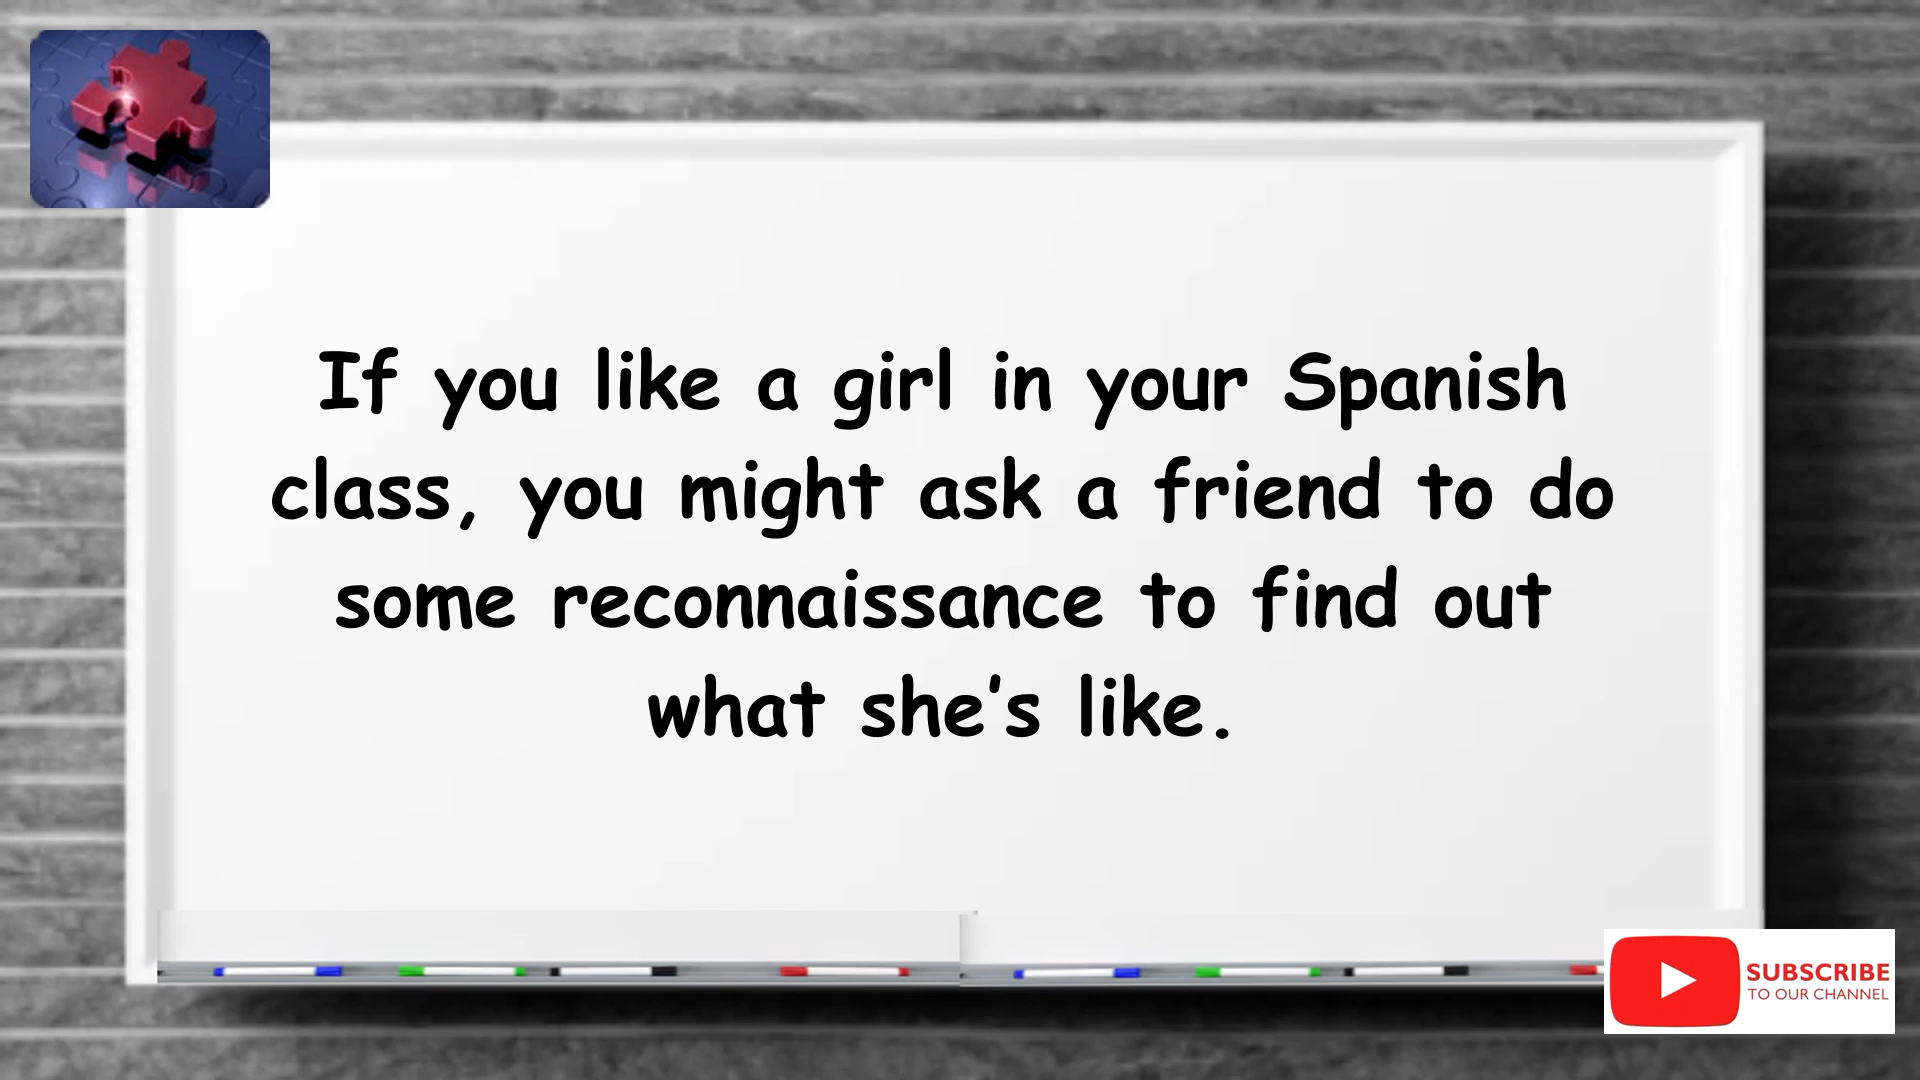 If you like a girl in your Spanish
class, you might ask a friend to do
some reconnaissance to find out
what she's like.
SUBSCRIBE
TO OUR CHANNEL